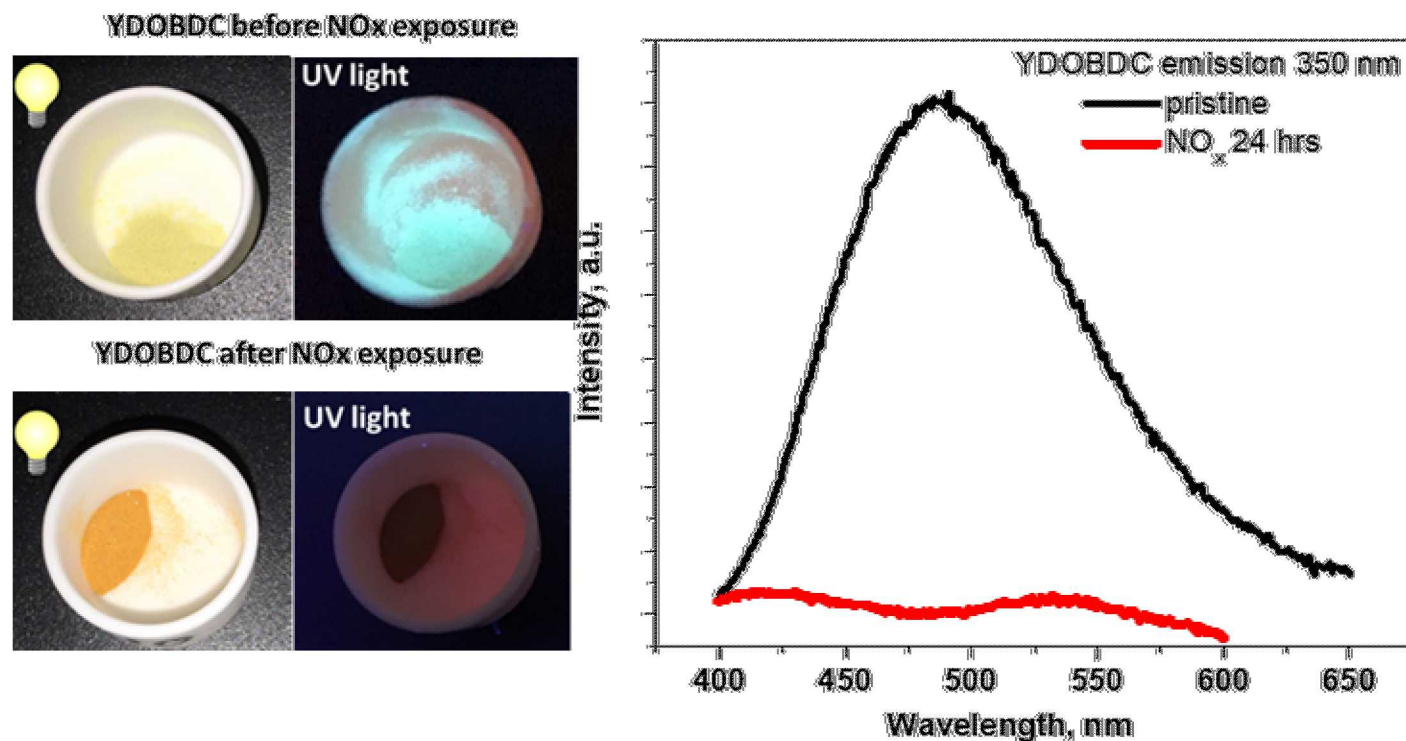 YDOBDC before NOx exposure
UV light
YDOBDC after NOx exposure
UV light
YDOBDC emission 350 nm
pristine
NOx 24 hrs
Intensity, a.u.
400 450 500 550 600 650
Wavelength, nm